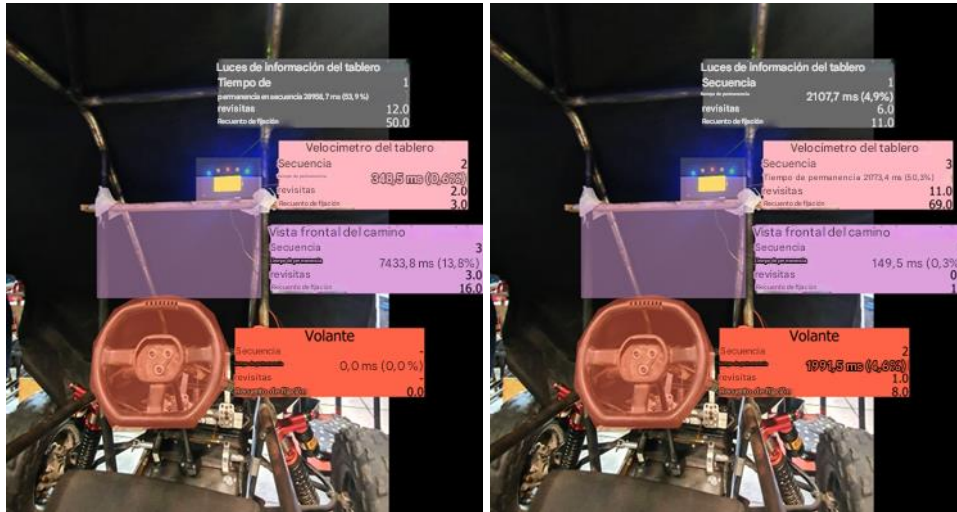 Luces de información del tablero
Tiempo de 1
permanencia en secuencia 28958,7 ms (53,9 %)
revisitas 12.0
Recuento de fijación 50.0
Velocímetro del tablero
Secuencia 2
348,5 ms (0,6%)
revisitas 2.0
Recuento de fijación 3.0
Vista frontal del camino
Secuencia 3
7433,8 ms (13,8%)
revisitas 3.0
Recuento de fijación 16.0
Volante
Secuencia -
0,0 ms (0,0 %)
revisitas -
Recuento de fijación 0.0
Luces de información del tablero
Secuencia 1
2107,7 ms (4,9%)
revisitas 6.0
Recuento de fijación 11.0
Velocímetro del tablero
Secuencia 3
Tiempo de permanencia 21173,4 ms (50,3%)
revisitas 11.0
Recuento de fijación 69.0
Vista frontal del camino
Secuencia
149,5 ms (0,3%
revisitas 0
Recuento de fijación 1
Volante
Secuencia 2
1991,5 ms (4,6%)
revisitas 1.0
Recuento de fijación 8.0